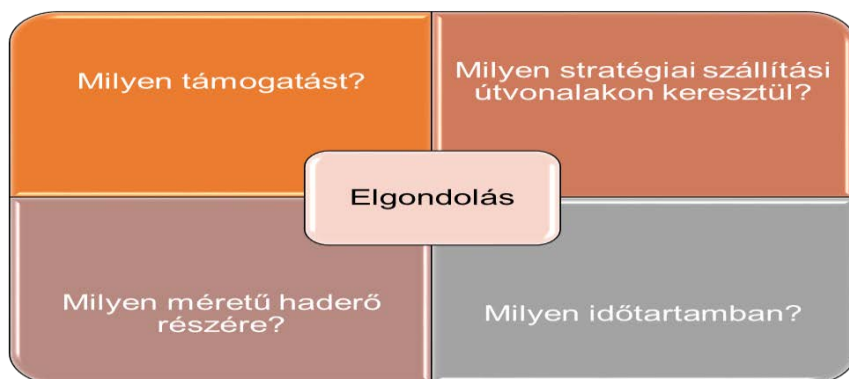 Milyen támogatást?
Milyen stratégiai szállítási
útvonalakon keresztül?
Elgondolás
Milyen méretű haderő
részére?
Milyen időtartamban?